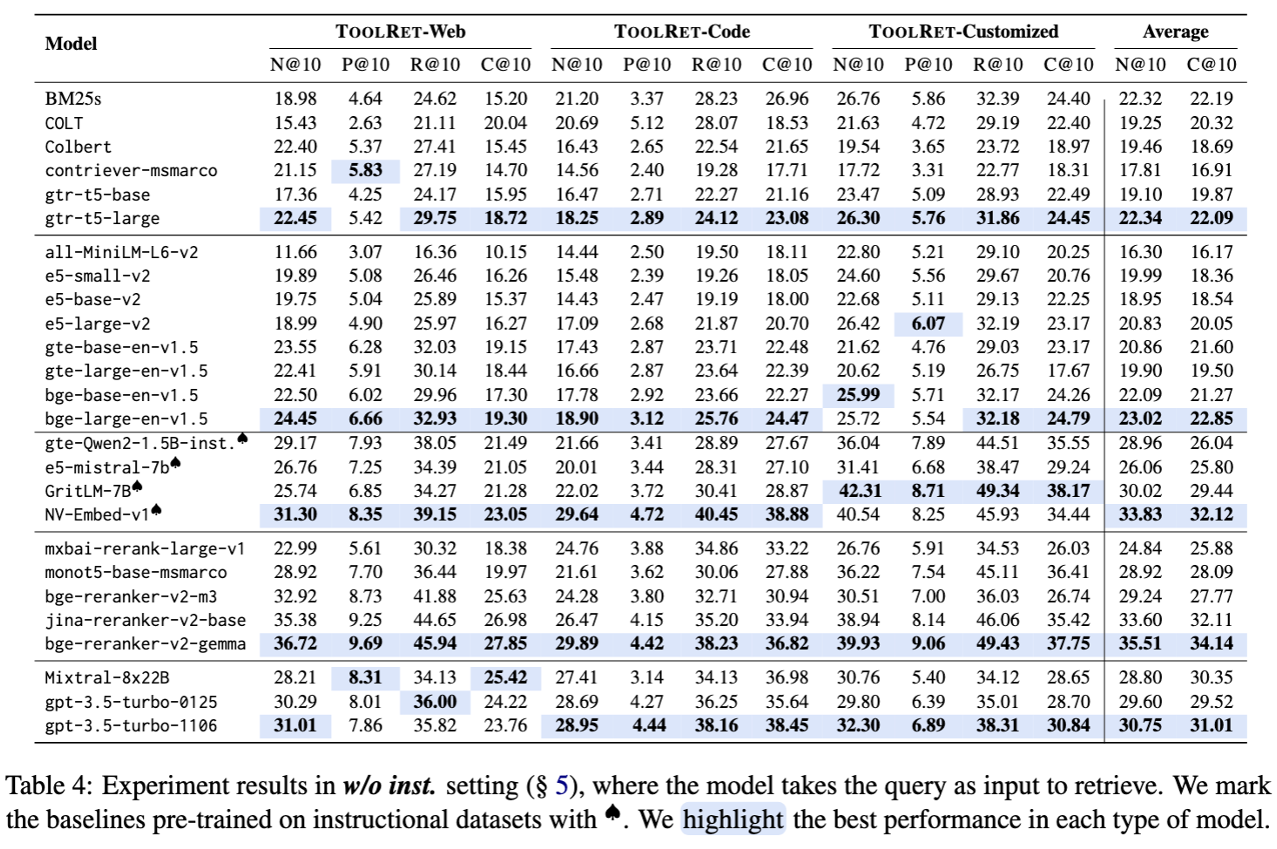 Model TOOLRET-Web TOOLRET-Code TOOLRET-Customized Average
N@10 P@10 R@10 C@10 N@10 P@10 R@10 C@10 N@10 P@10 R@10 C@10 N@10 C@10
BM25s 18.98 4.64 24.62 15.20 21.20 3.37 28.23 26.96 26.76 5.86 32.39 24.40 22.32 22.19
COLT 15.43 2.63 21.11 20.04 20.69 5.12 28.07 18.53 21.63 4.72 29.19 22.40 19.25 20.32
Colbert 22.40 5.37 27.41 15.45 16.43 2.65 22.54 21.65 19.54 3.65 23.72 18.97 19.46 18.69
contriever-msmarco 21.15 5.83 27.19 14.70 14.56 2.40 19.28 17.71 17.72 3.31 22.77 18.31 17.81 16.91
gtr-t5-base 17.36 4.25 24.17 15.95 16.47 2.71 22.27 21.16 23.47 5.09 28.93 22.49 19.10 19.87
gtr-t5-large 22.45 5.42 29.75 18.72 18.25 2.89 24.12 23.08 26.30 5.76 31.86 24.45 22.34 22.09
all-MiniLM-L6-v2 11.66 3.07 16.36 10.15 14.44 2.50 19.50 18.11 22.80 5.21 29.10 20.25 16.30 16.17
e5-small-v2 19.89 5.08 26.46 16.26 15.48 2.39 19.26 18.05 24.60 5.56 29.67 20.76 19.99 18.36
e5-base-v2 19.75 5.04 25.89 15.37 14.43 2.47 19.19 18.00 22.68 5.11 29.13 22.25 18.95 18.54
e5-large-v2 18.99 4.90 25.97 16.27 17.09 2.68 21.87 20.70 26.42 6.07 32.19 23.17 20.83 20.05
gte-base-en-v1.5 23.55 6.28 32.03 19.15 17.43 2.87 23.71 22.48 21.62 4.76 29.03 23.17 20.86 21.60
gte-large-en-v1.5 22.41 5.91 30.14 18.44 16.66 2.87 23.64 22.39 20.62 5.19 26.75 17.67 19.90 19.50
bge-base-en-v1.5 22.50 6.02 29.96 17.30 17.78 2.92 23.66 22.27 25.99 5.71 32.17 24.26 22.09 21.27
bge-large-en-v1.5 24.45 6.66 32.93 19.30 18.90 3.12 25.76 24.47 25.72 5.54 32.18 24.79 23.02 22.85
gte-Qwen2-1.5B-inst.♠ 29.17 7.93 38.05 21.49 21.66 3.41 28.89 27.67 36.04 7.89 44.51 35.55 28.96 26.04
e5-mistral-7b♠ 26.76 7.25 34.39 21.05 20.01 3.44 28.31 27.10 31.41 6.68 38.47 29.24 26.06 25.80
GritLM-7B♠ 25.74 6.85 34.27 21.28 22.02 3.72 30.41 28.87 42.31 8.71 49.34 38.17 30.02 29.44
NV-Embed-v1♠ 31.30 8.35 39.15 23.05 29.64 4.72 40.45 38.88 40.54 8.25 45.93 34.44 33.83 32.12
mxbai-rerank-large-v1 22.99 5.61 30.32 18.38 24.76 3.88 34.86 33.22 26.76 5.91 34.53 26.03 24.84 25.88
monot5-base-msmarco 28.92 7.70 36.44 19.97 21.61 3.62 30.06 27.88 36.22 7.54 45.11 36.41 28.92 28.09
bge-reranker-v2-m3 32.92 8.73 41.88 25.63 24.28 3.80 32.71 30.94 30.51 7.00 36.03 26.74 29.24 27.77
jina-reranker-v2-base 35.38 9.25 44.65 26.98 26.47 4.15 35.20 33.94 38.94 8.14 46.06 35.42 33.60 32.11
bge-reranker-v2-gemma 36.72 9.69 45.94 27.85 29.89 4.42 38.23 36.82 39.93 9.06 49.43 37.75 35.51 34.14
Mixtral-8x22B 28.21 8.31 34.13 25.42 27.41 3.14 34.13 36.98 30.76 5.40 34.12 28.65 28.80 30.35
gpt-3.5-turbo-0125 30.29 8.01 36.00 24.22 28.69 4.27 36.25 35.64 29.80 6.39 35.01 28.70 29.60 29.52
gpt-3.5-turbo-1106 31.01 7.86 35.82 23.76 28.95 4.44 38.16 38.45 32.30 6.89 38.31 30.84 30.75 31.01
Table 4: Experiment results in w/o inst. setting (§ 5), where the model takes the query as input to retrieve. We mark
the baselines pre-trained on instructional datasets with ♠. We highlight the best performance in each type of model.